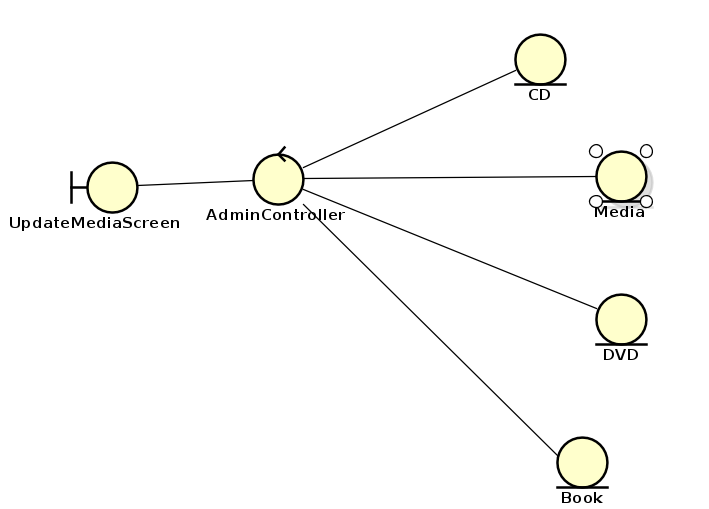 CD
UpdateMediaScreen
AdminController
Media
DVD
Book